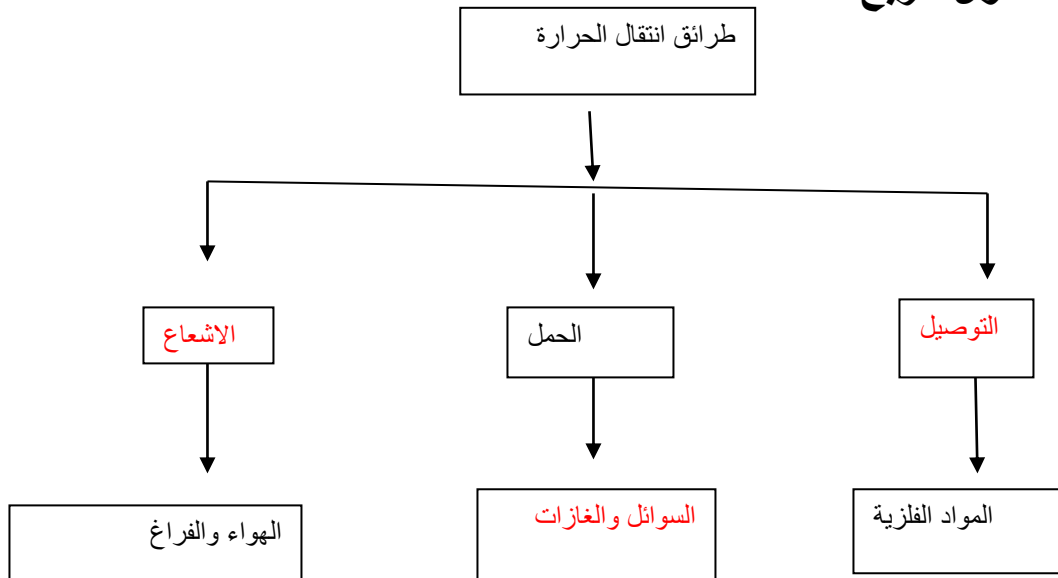 طرائق انتقال الحرارة
التوصيل
الحمل
الاشعاع
المواد الفلزية
السوائل والغازات
الهواء والفراغ